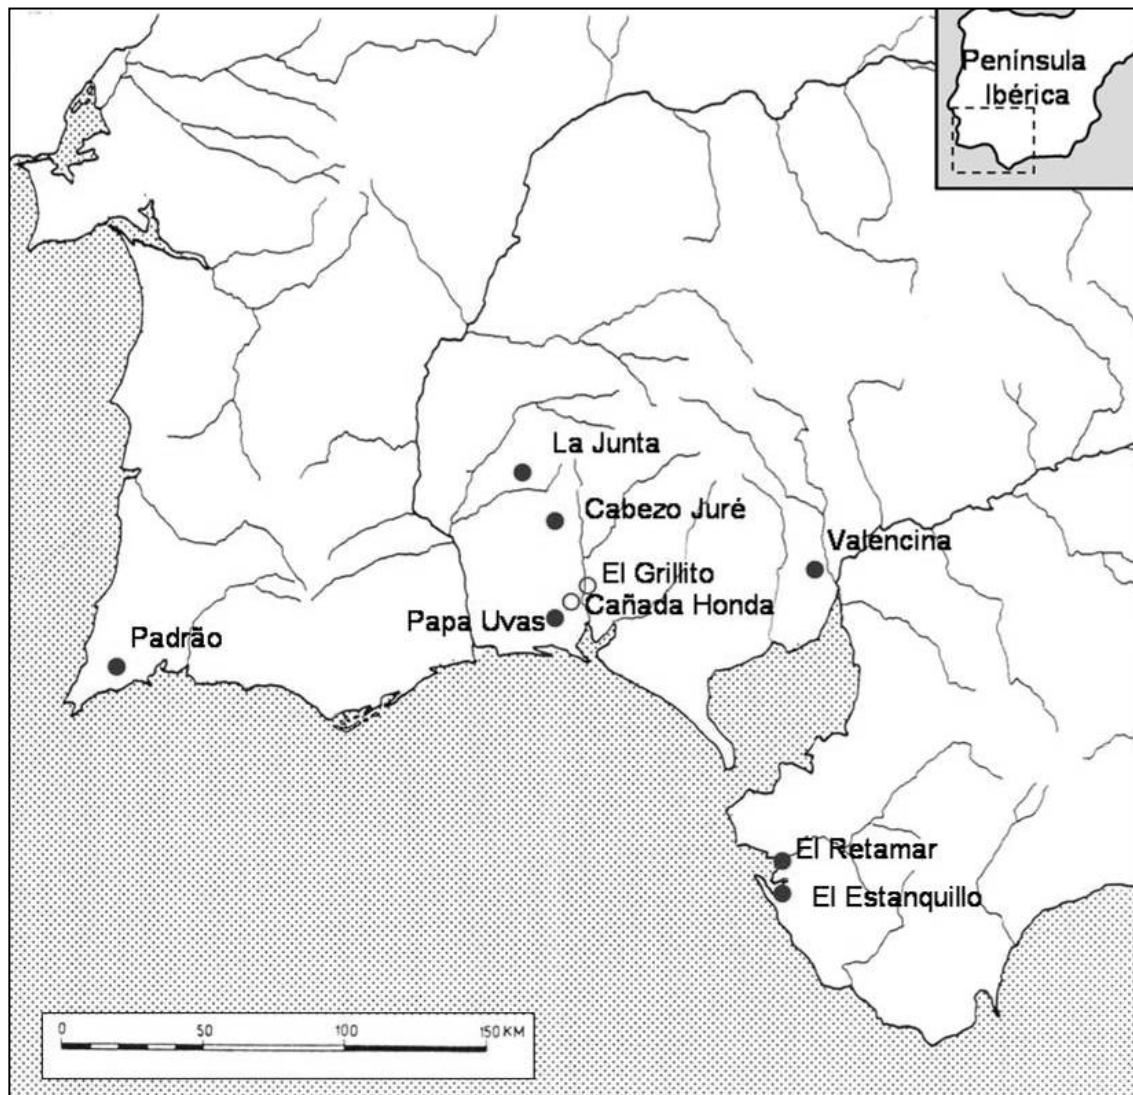 Península
Ibérica
La Junta
Cabezo Juré
Valencina
El Grillito
Cañada Honda
Papa Uvas
Padrão
El Retamar
El Estanquillo
0 50 100 150 KM